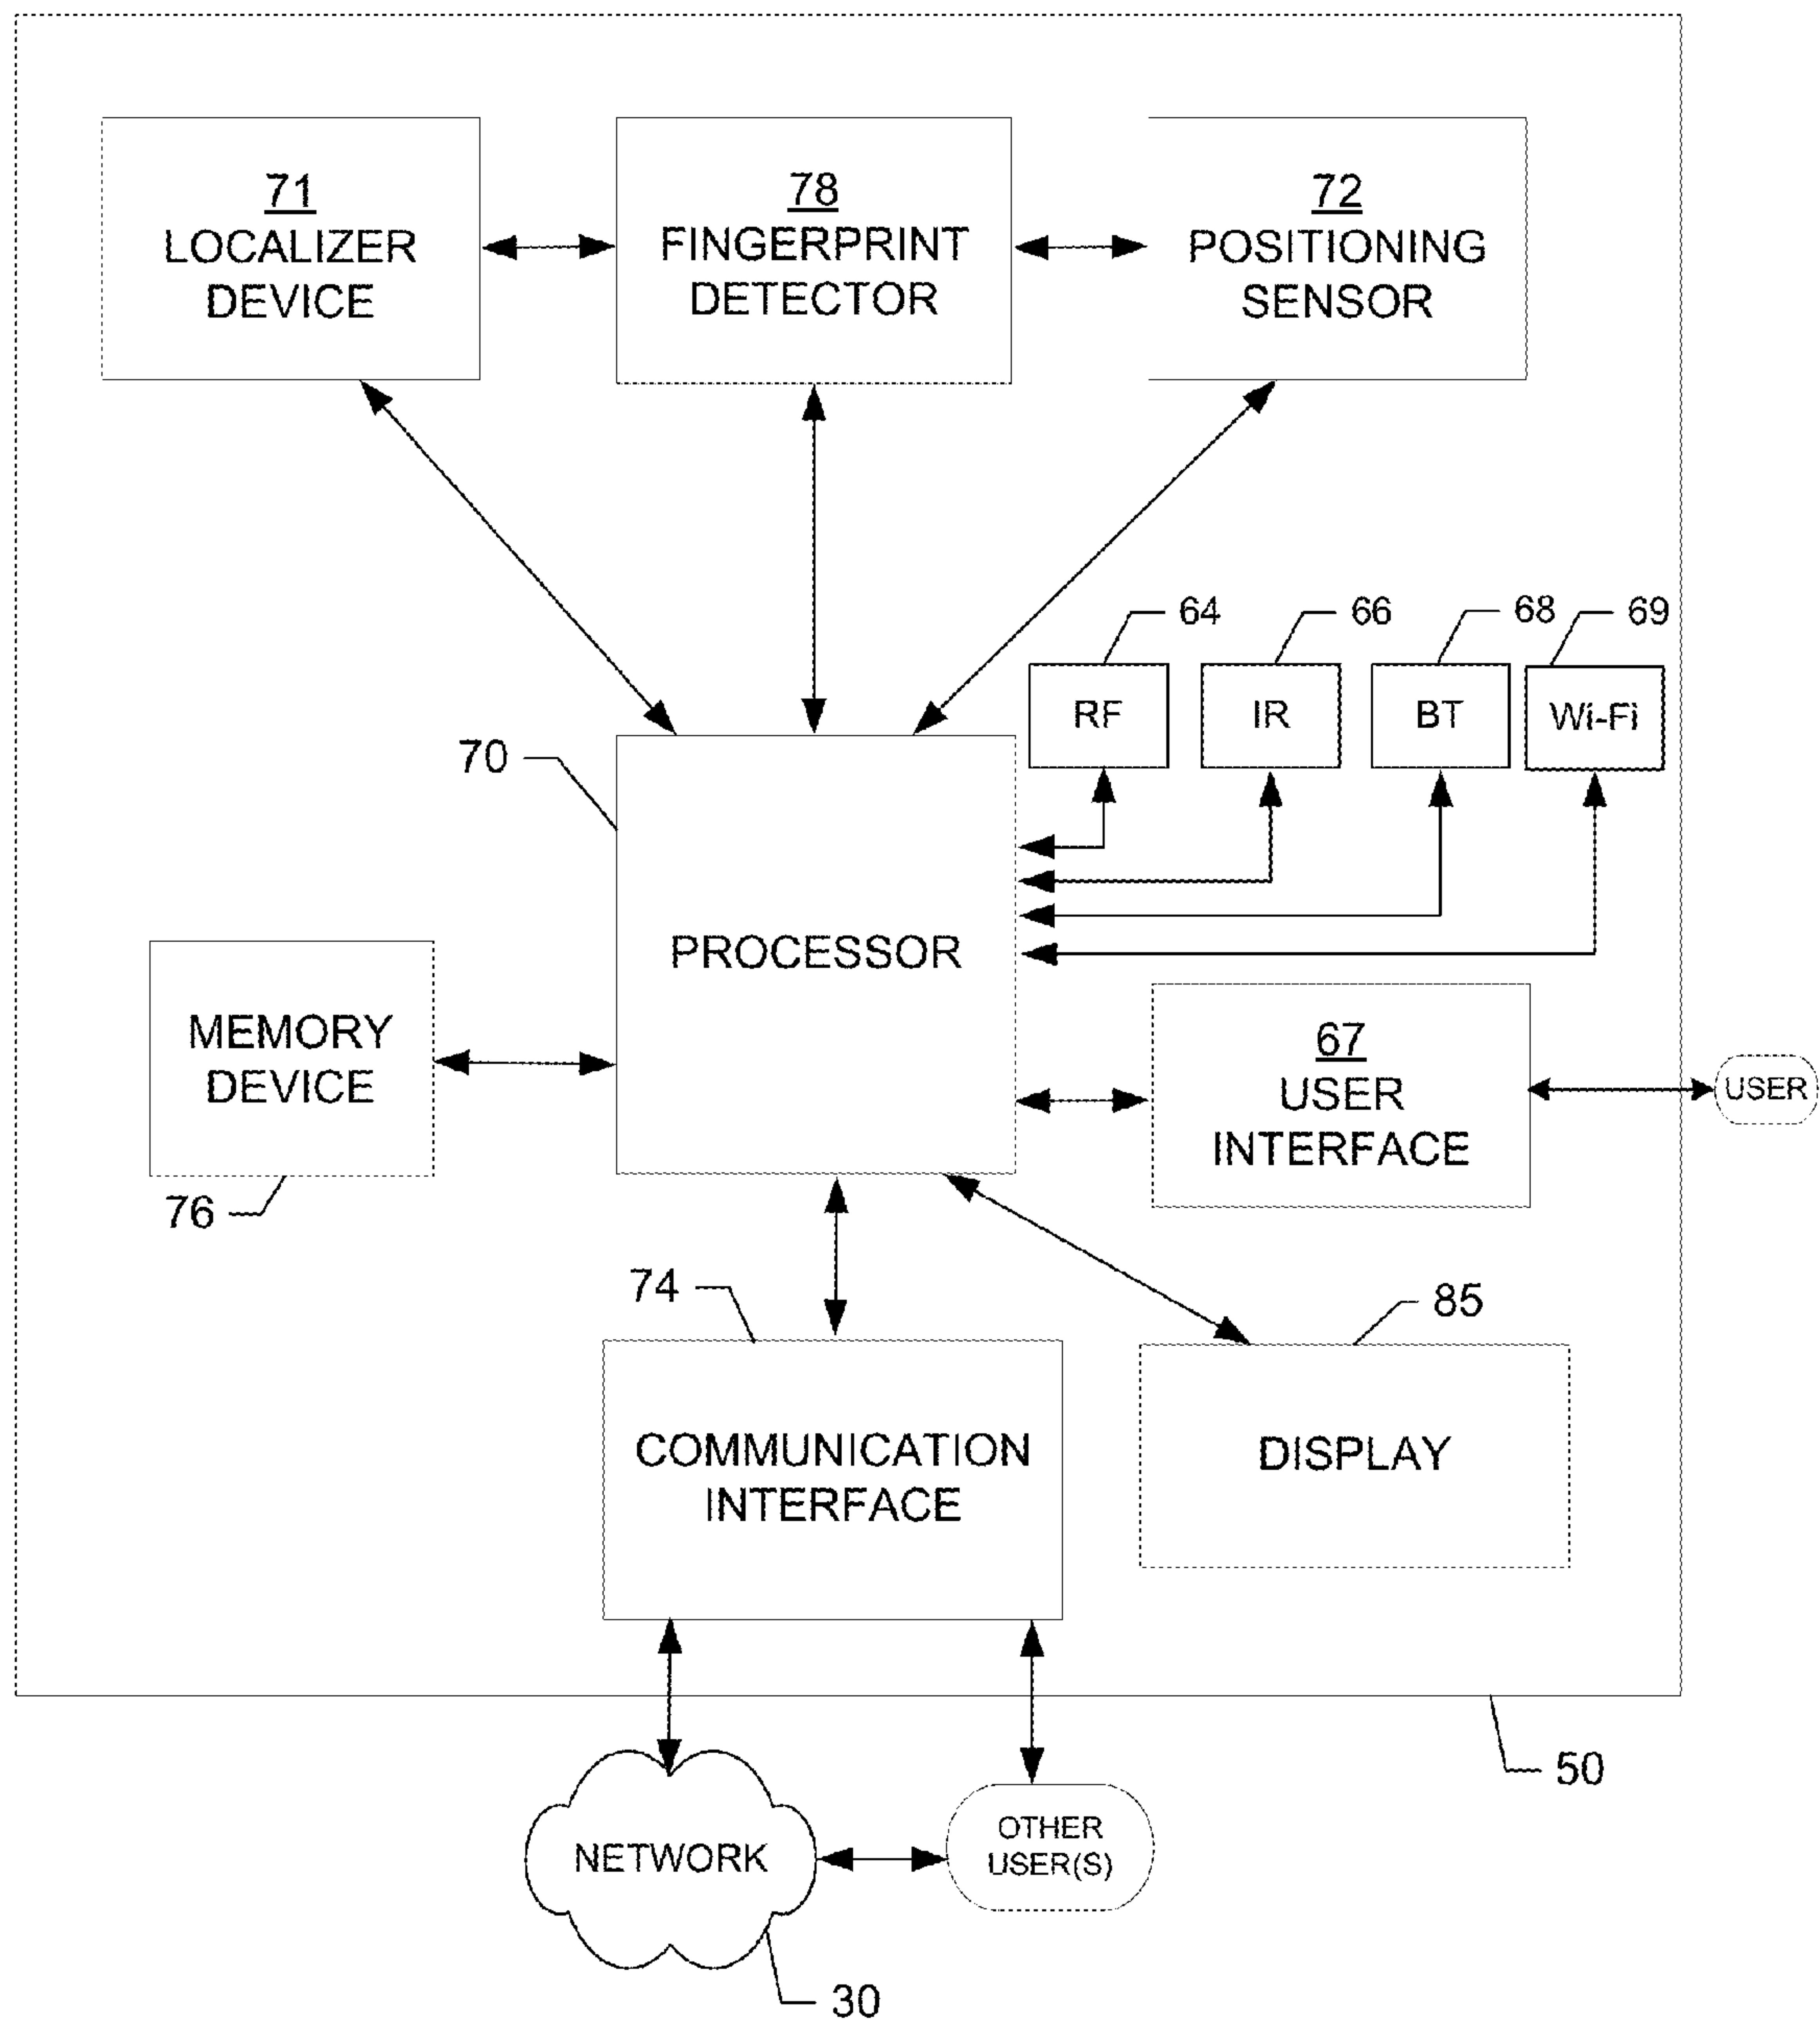 71
LOCALIZER
DEVICE
78
FINGERPRINT
DETECTOR
72
POSITIONING
SENSOR
64
66
68
69
RF
IR
BT
Wi-Fi
70
PROCESSOR
MEMORY
DEVICE
76
67
USER
INTERFACE
USER
74
COMMUNICATION
INTERFACE
85
DISPLAY
50
NETWORK
OTHER
USER(S)
30